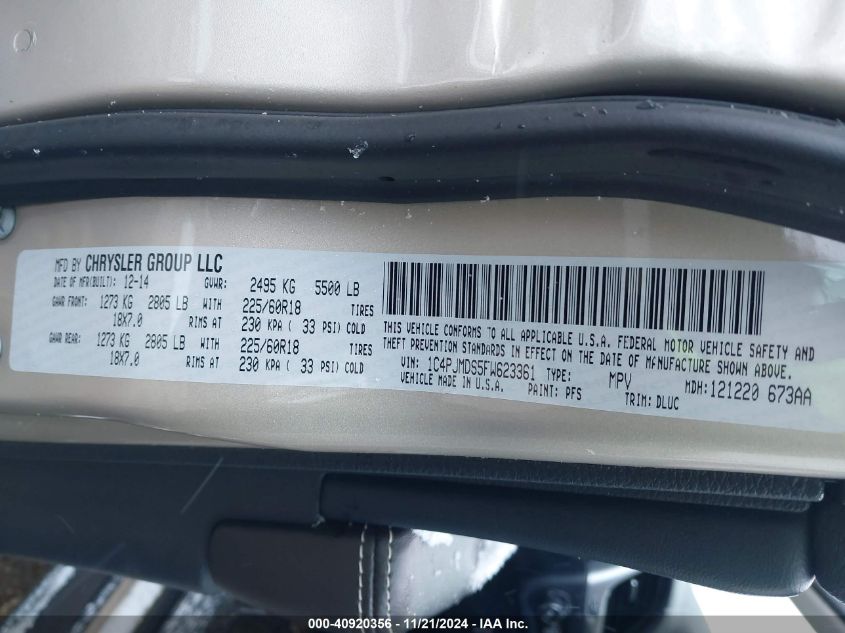 MFD BY CHRYSLER GROUP LLC
DATE OF MFR(BUILT): 12-14 GVWR: 2495 KG 5500 LB
GAWR FRONT: 1273 KG 2805 LB WITH 225/60R18 TIRES
18X7.0 RIMS AT 230 KPA ( 33 PSI) COLD
GAWR REAR: 1273 KG 2805 LB WITH 225/60R18 TIRES
18X7.0 RIMS AT 230 KPA ( 33 PSI) COLD
THIS VEHICLE CONFORMS TO ALL APPLICABLE U.S.A. FEDERAL MOTOR VEHICLE SAFETY AND
THEFT PREVENTION STANDARDS IN EFFECT ON THE DATE OF MANUFACTURE SHOWN ABOVE.
VIN: 1C4PJMDS5FW623361 TYPE: MPV MDH: 121220 673AA
VEHICLE MADE IN U.S.A. PAINT: PFS TRIM: DLUC
000-40920356 - 11/21/2024 - IAA Inc.